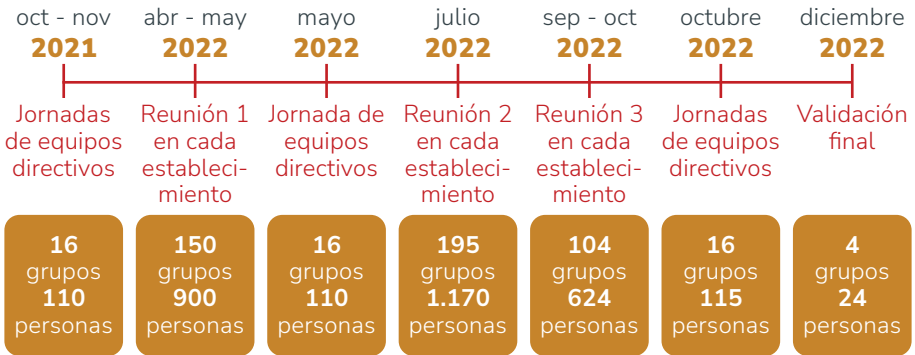 oct - nov
2021
Jornadas
de equipos
directivos
16
grupos
110
personas
abr - may
2022
Reunión 1
en cada
estableci-
miento
150
grupos
900
personas
mayo
2022
Jornada de
equipos
directivos
16
grupos
110
personas
julio
2022
Reunión 2
en cada
estableci-
miento
195
grupos
1.170
personas
sep - oct
2022
Reunión 3
en cada
estableci-
miento
104
grupos
624
personas
octubre
2022
Jornadas
de equipos
directivos
16
grupos
115
personas
diciembre
2022
Validación
final
4
grupos
24
personas